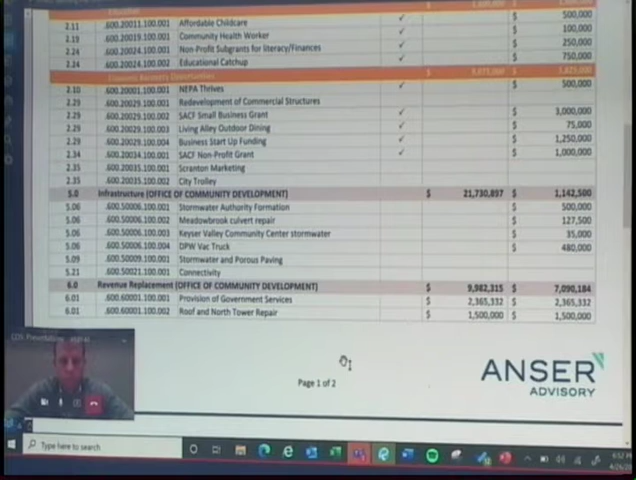 $ 500,000
2.11 .600.20011.100.001 Affordable Childcare ✓ $ 100,000
2.19 .600.20019.100.001 Community Health Worker ✓ $ 250,000
2.24 .600.20024.100.001 Non-Profit Subgrants for literacy/Finances ✓ $ 750,000
2.24 .600.20024.100.002 Educational Catchup ✓
Economic Recovery Opportunities $ $
2.10 .600.20001.100.001 NEPA Thrives ✓ $ 500,000
2.29 .600.20029.100.001 Redevelopment of Commercial Structures
2.29 .600.20029.100.002 SACF Small Business Grant ✓ $ 3,000,000
2.29 .600.20029.100.003 Living Alley Outdoor Dining ✓ $ 75,000
2.29 .600.20029.100.004 Business Start Up Funding ✓ $ 1,250,000
2.34 .600.20034.100.001 SACF Non-Profit Grant ✓ $ 1,000,000
2.35 .600.20035.100.001 Scranton Marketing
2.35 .600.20035.100.002 City Trolley
5.0 Infrastructure (OFFICE OF COMMUNITY DEVELOPMENT) $ 21,730,897 $ 1,142,500
5.06 .600.50006.100.001 Stormwater Authority Formation $ 500,000
5.06 .600.50006.100.002 Meadowbrook culvert repair $ 127,500
5.06 .600.50006.100.003 Keyser Valley Community Center stormwater $ 35,000
5.06 .600.50006.100.004 DPW Vac Truck $ 480,000
5.09 .600.50009.100.001 Stormwater and Porous Paving
5.21 .600.50021.100.001 Connectivity
6.0 Revenue Replacement (OFFICE OF COMMUNITY DEVELOPMENT) $ 9,982,315 $ 7,090,184
6.01 .600.60001.100.001 Provision of Government Services $ 2,365,332 $ 2,365,332
6.01 .600.60001.100.002 Roof and North Tower Repair $ 1,500,000 $ 1,500,000
Page 1 of 2
ANSER
ADVISORY
Type here to search